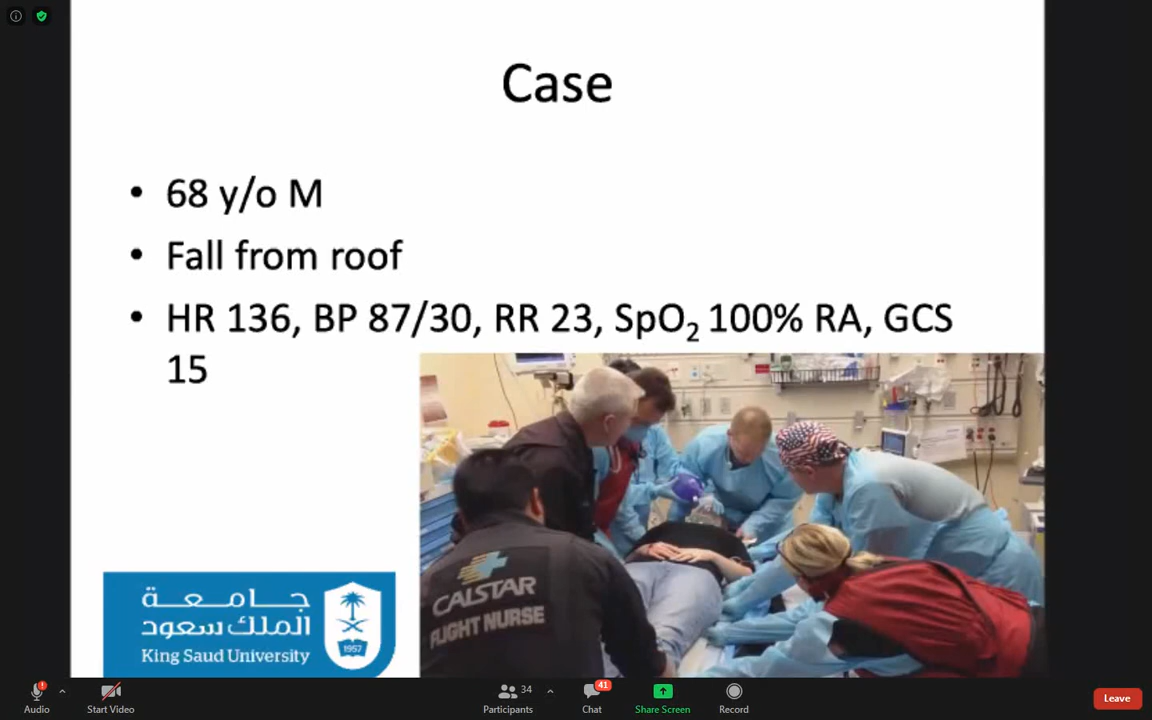 Case
• 68 y/o M
• Fall from roof
• HR 136, BP 87/30, RR 23, SpO₂ 100% RA, GCS
15
CALSTAR
FLIGHT NURSE
جامعة
الملك سعود
King Saud University
1957
Audio
Start Video
34
Participants
41
Chat
Share Screen
Record
Leave